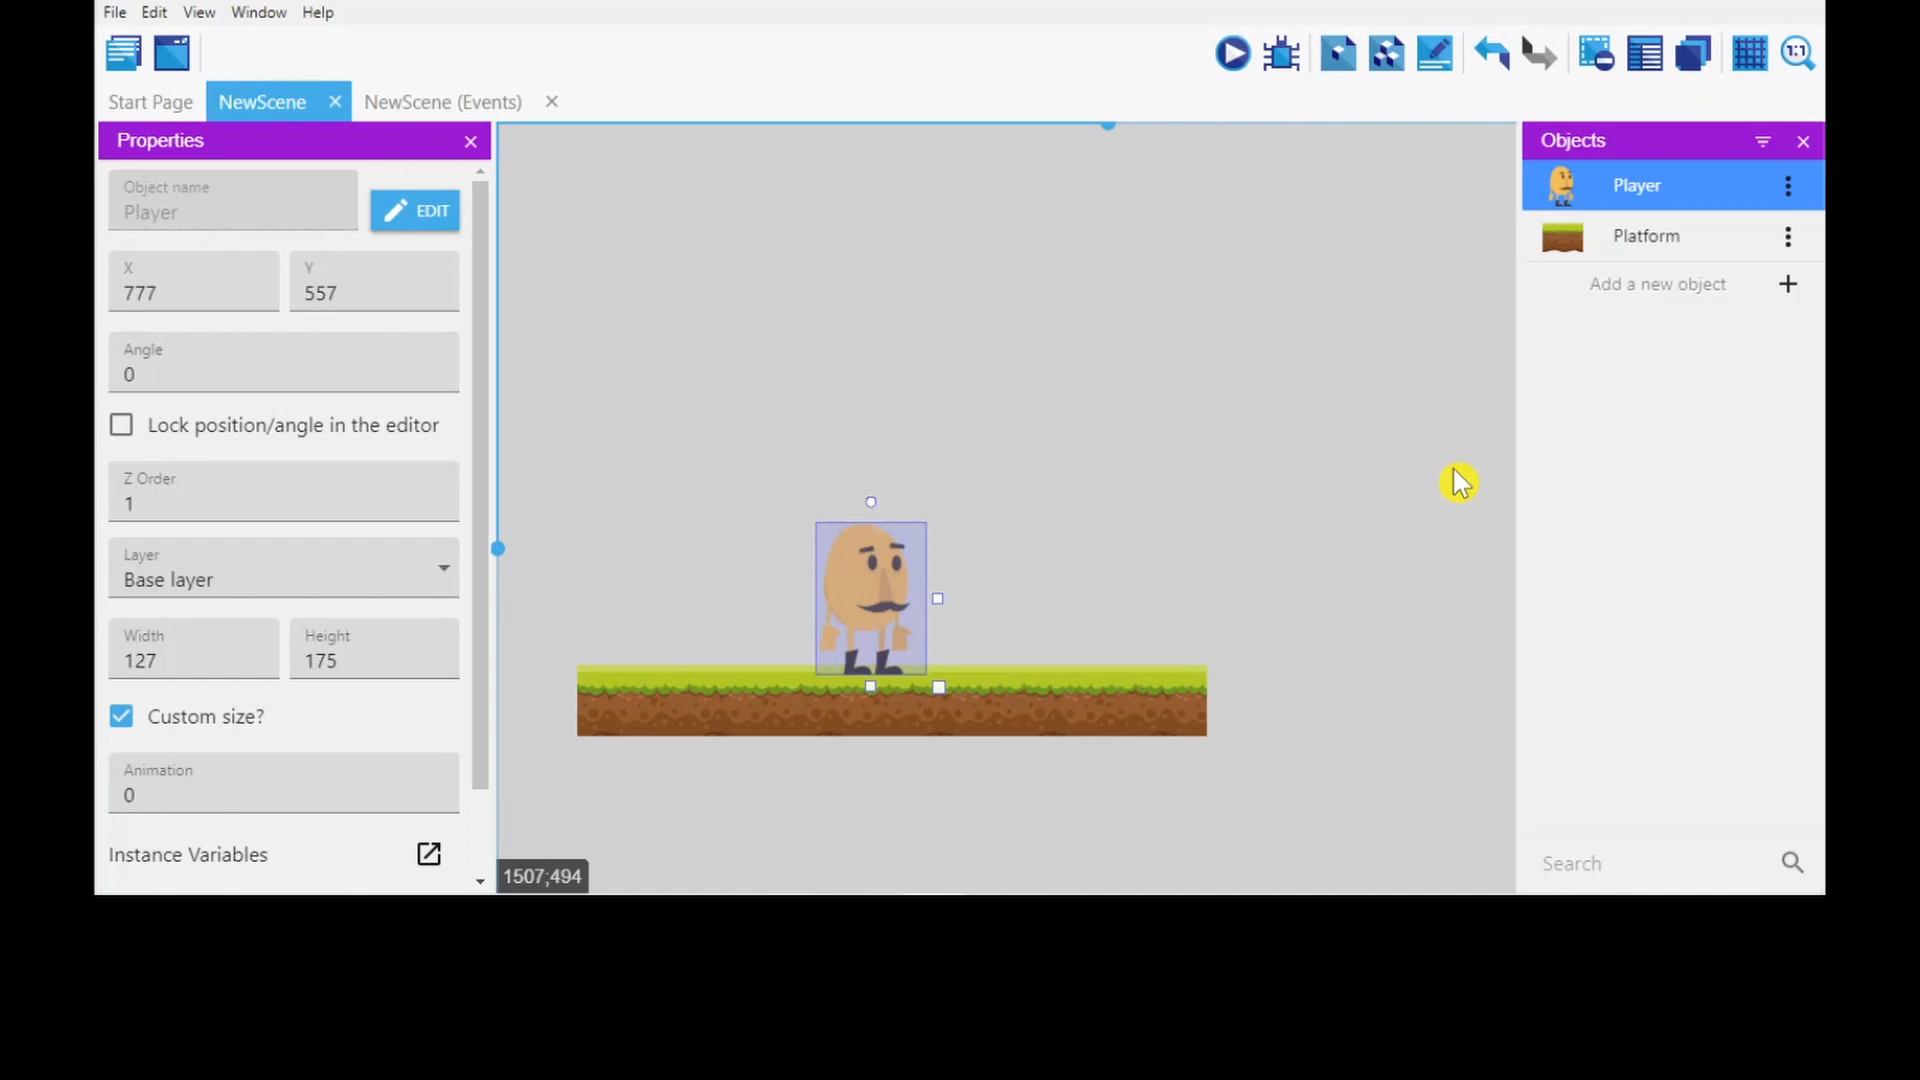 File Edit View Window Help
1:1
Start Page NewScene NewScene (Events)
Properties
Object name
Player
EDIT
X
777
Y
557
Angle
0
Lock position/angle in the editor
Z Order
1
Layer
Base layer
Width
127
Height
175
Custom size?
Animation
0
Instance Variables
1507;494
Objects
Player
Platform
Add a new object
Search